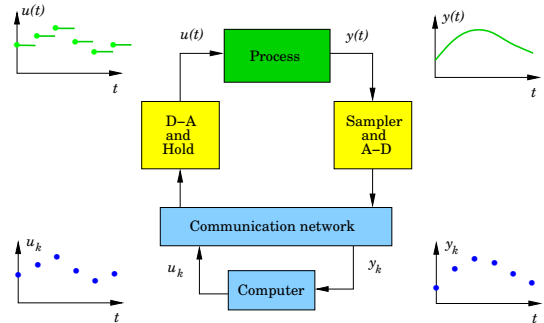 u(t)
t
u(t)
Process
y(t)
y(t)
t
D–A
and
Hold
Sampler
and
A–D
Communication network
u_k
t
u_k
Computer
y_k
y_k
t